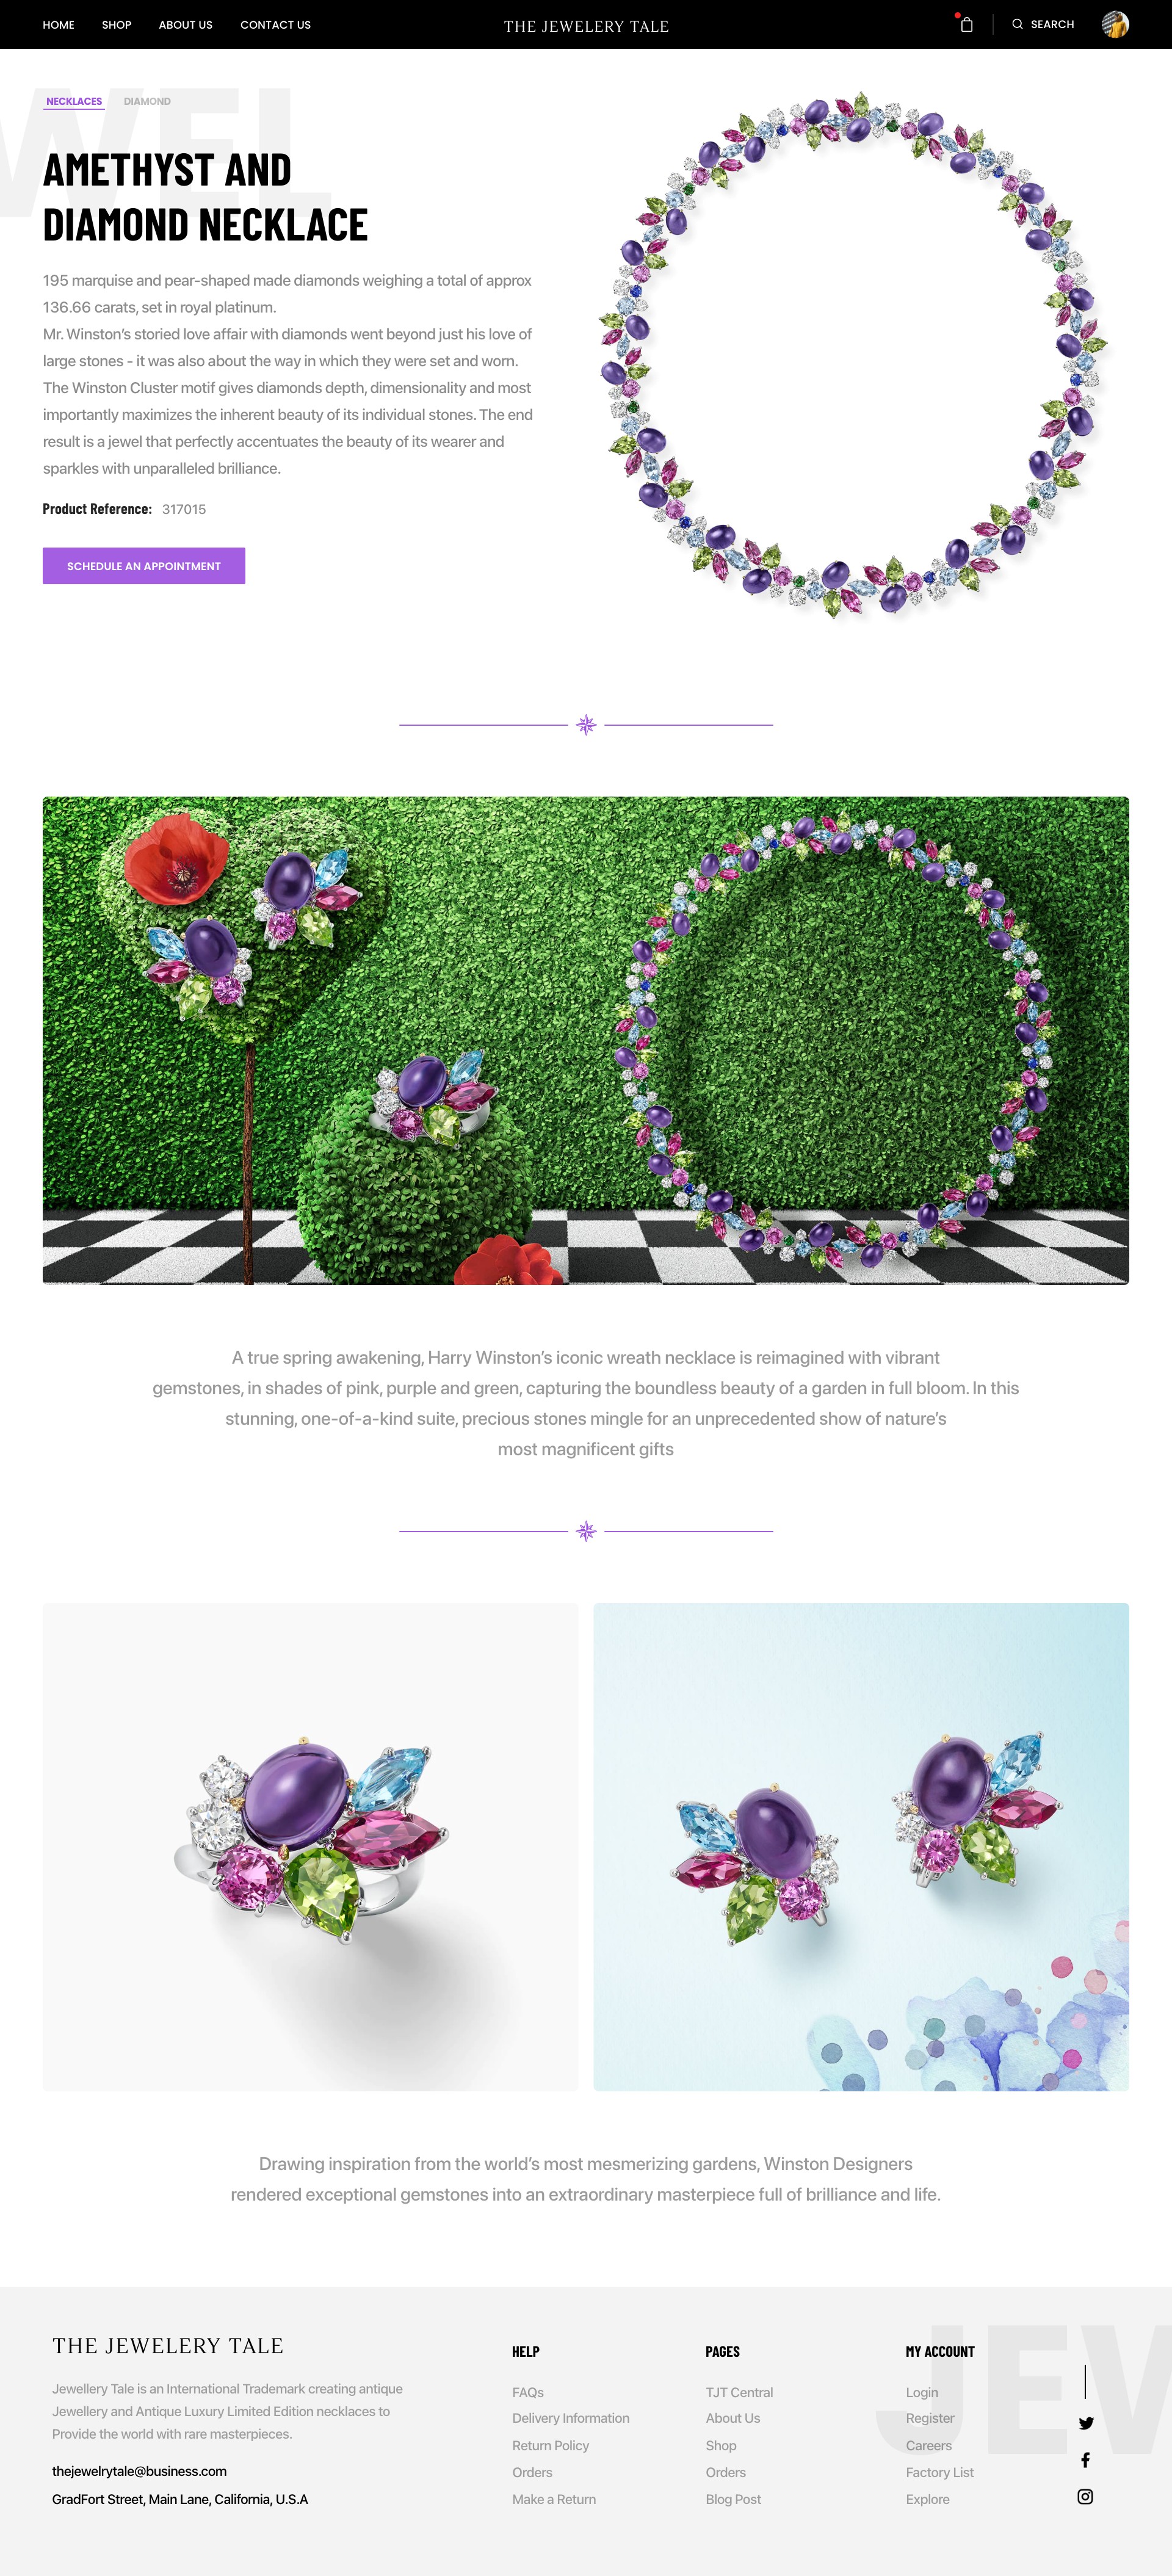 HOME SHOP ABOUT US CONTACT US THE JEWELERY TALE SEARCH
WEL
NECKLACES DIAMOND
AMETHYST AND
DIAMOND NECKLACE
195 marquise and pear-shaped made diamonds weighing a total of approx
136.66 carats, set in royal platinum.
Mr. Winston’s storied love affair with diamonds went beyond just his love of
large stones - it was also about the way in which they were set and worn.
The Winston Cluster motif gives diamonds depth, dimensionality and most
importantly maximizes the inherent beauty of its individual stones. The end
result is a jewel that perfectly accentuates the beauty of its wearer and
sparkles with unparalleled brilliance.
Product Reference: 317015
SCHEDULE AN APPOINTMENT
A true spring awakening, Harry Winston’s iconic wreath necklace is reimagined with vibrant
gemstones, in shades of pink, purple and green, capturing the boundless beauty of a garden in full bloom. In this
stunning, one-of-a-kind suite, precious stones mingle for an unprecedented show of nature’s
most magnificent gifts
Drawing inspiration from the world’s most mesmerizing gardens, Winston Designers
rendered exceptional gemstones into an extraordinary masterpiece full of brilliance and life.
JEW
THE JEWELERY TALE
Jewellery Tale is an International Trademark creating antique
Jewellery and Antique Luxury Limited Edition necklaces to
Provide the world with rare masterpieces.
thejewelrytale@business.com
GradFort Street, Main Lane, California, U.S.A
HELP
FAQs
Delivery Information
Return Policy
Orders
Make a Return
PAGES
TJT Central
About Us
Shop
Orders
Blog Post
MY ACCOUNT
Login
Register
Careers
Factory List
Explore